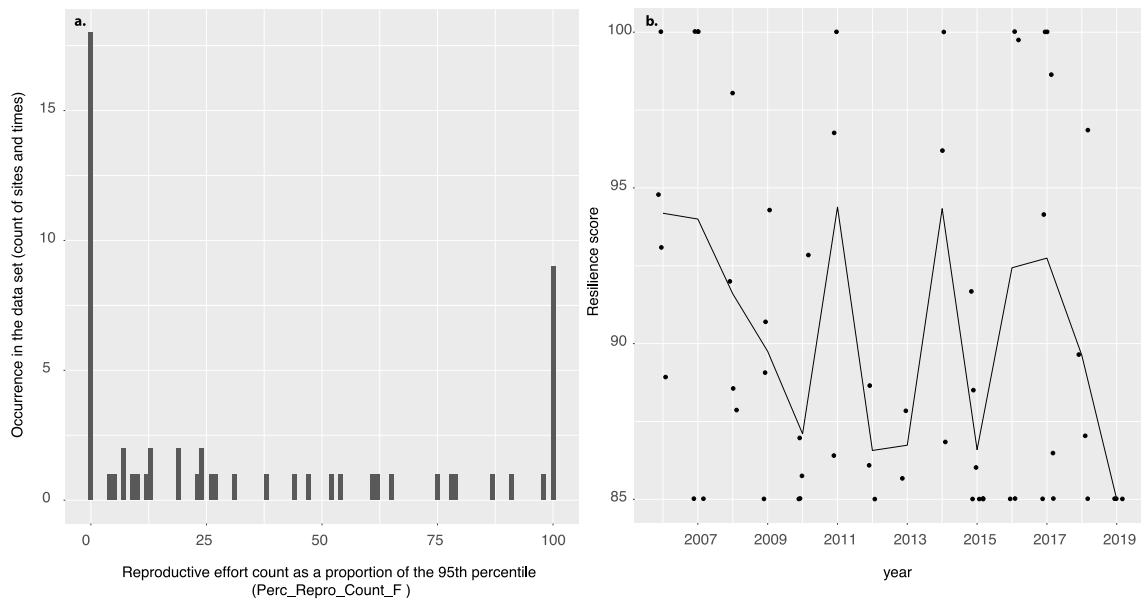 a.
Occurrence in the data set (count of sites and times)
15
10
5
0
0 25 50 75 100
Reproductive effort count as a proportion of the 95th percentile
(Perc_Repro_Count_F )
b.
Resilience score
100
95
90
85
2007 2009 2011 2013 2015 2017 2019
year